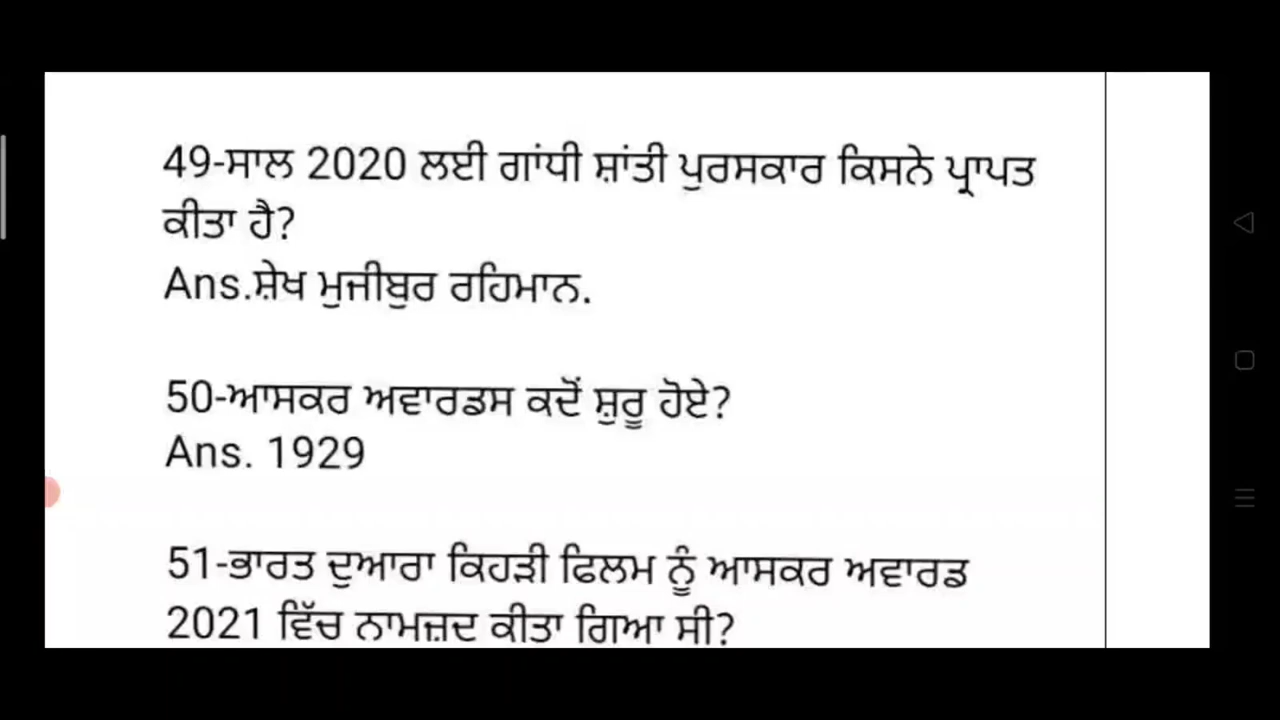 49-ਸਾਲ 2020 ਲਈ ਗਾਂਧੀ ਸ਼ਾਂਤੀ ਪੁਰਸਕਾਰ ਕਿਸਨੇ ਪ੍ਰਾਪਤ
ਕੀਤਾ ਹੈ?
Ans.ਸ਼ੇਖ ਮੁਜੀਬੁਰ ਰਹਿਮਾਨ.
50-ਆਸਕਰ ਅਵਾਰਡਸ ਕਦੋਂ ਸ਼ੁਰੂ ਹੋਏ?
Ans. 1929
51-ਭਾਰਤ ਦੁਆਰਾ ਕਿਹੜੀ ਫਿਲਮ ਨੂੰ ਆਸਕਰ ਅਵਾਰਡ
2021 ਵਿੱਚ ਨਾਮਜ਼ਦ ਕੀਤਾ ਗਿਆ ਸੀ?